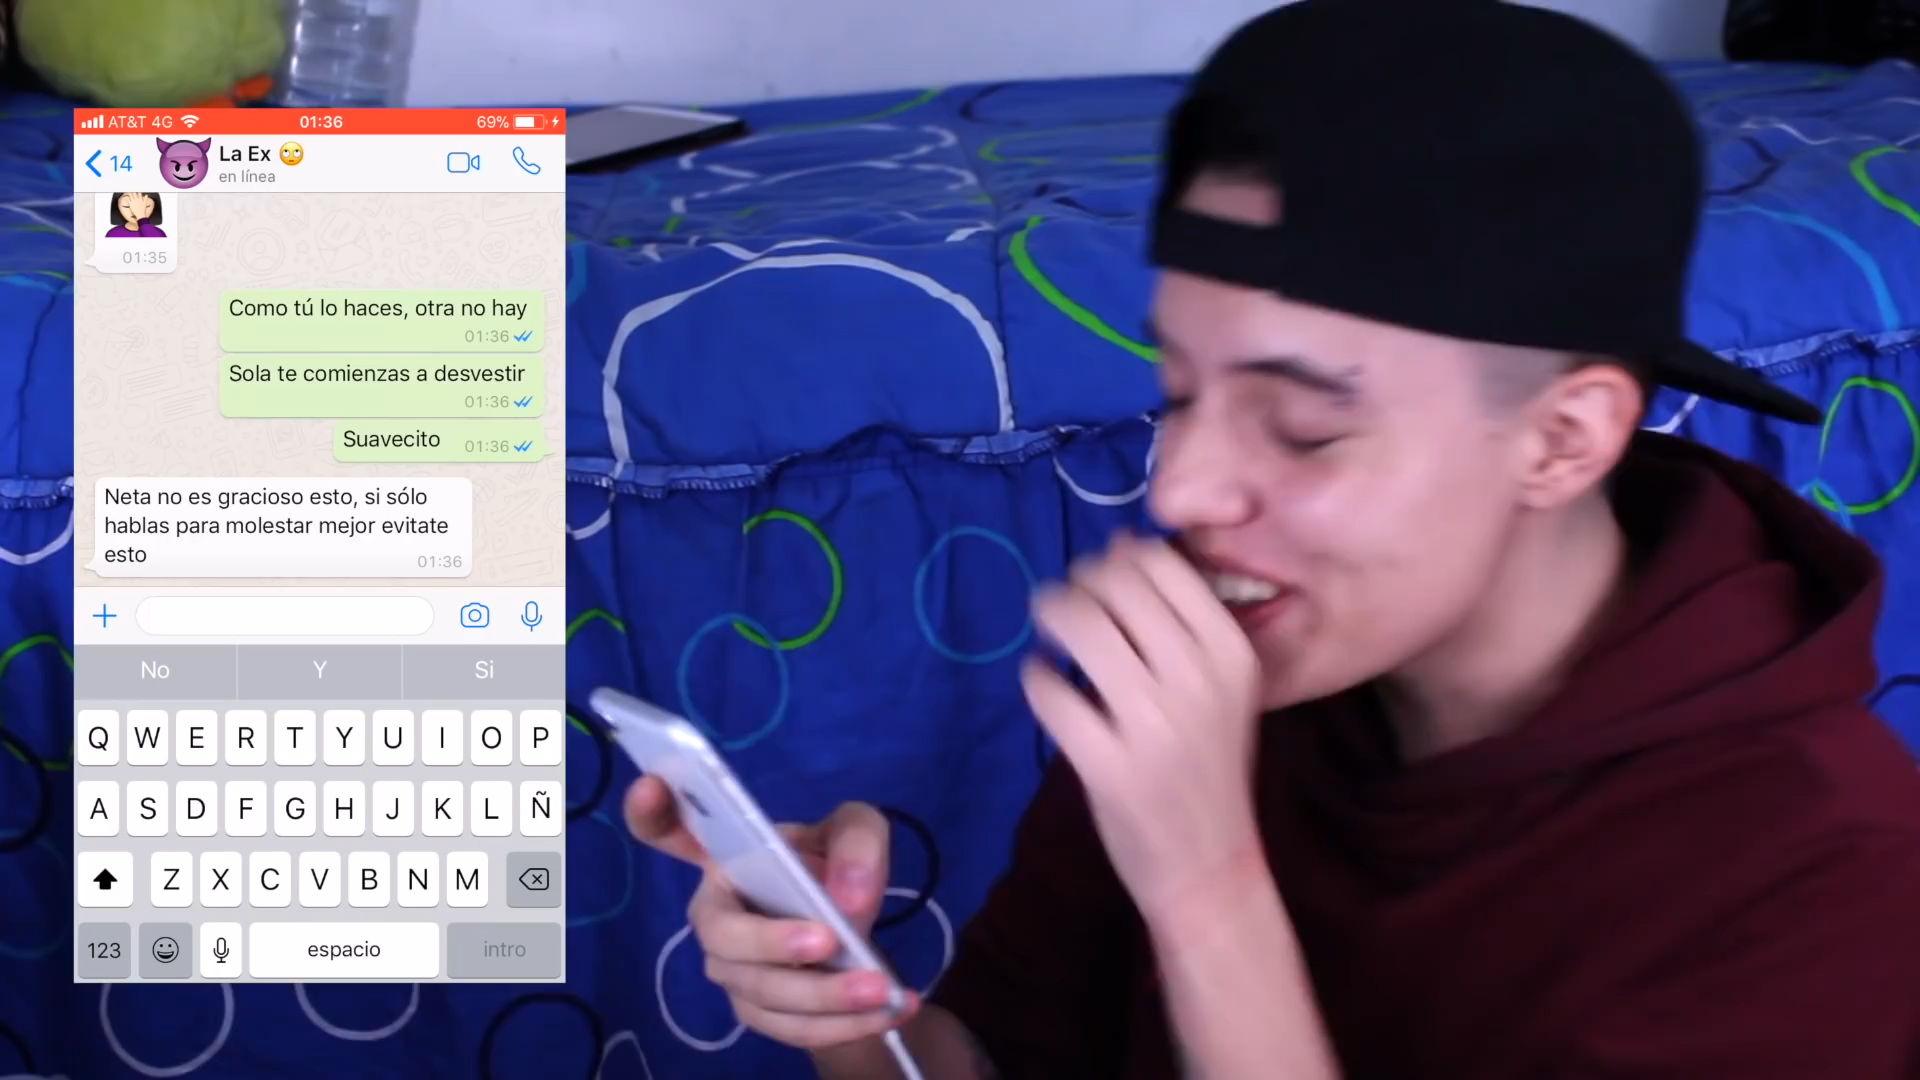 AT&T 4G 01:36 69%
14 La Ex
en línea
01:35
Como tú lo haces, otra no hay
01:36
Sola te comienzas a desvestir
01:36
Suavecito 01:36
Neta no es gracioso esto, si sólo
hablas para molestar mejor evitate
esto
01:36
No Y Si
Q W E R T Y U I O P
A S D F G H J K L Ñ
Z X C V B N M
123 espacio intro